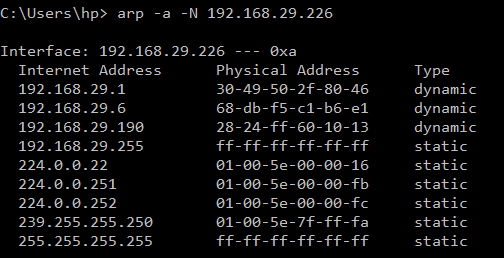 C:\Users\hp> arp -a -N 192.168.29.226
Interface: 192.168.29.226 --- 0xa
Internet Address Physical Address Type
192.168.29.1 30-49-50-2f-80-46 dynamic
192.168.29.6 68-db-f5-c1-b6-e1 dynamic
192.168.29.190 28-24-ff-60-10-13 dynamic
192.168.29.255 ff-ff-ff-ff-ff-ff static
224.0.0.22 01-00-5e-00-00-16 static
224.0.0.251 01-00-5e-00-00-fb static
224.0.0.252 01-00-5e-00-00-fc static
239.255.255.250 01-00-5e-7f-ff-fa static
255.255.255.255 ff-ff-ff-ff-ff-ff static